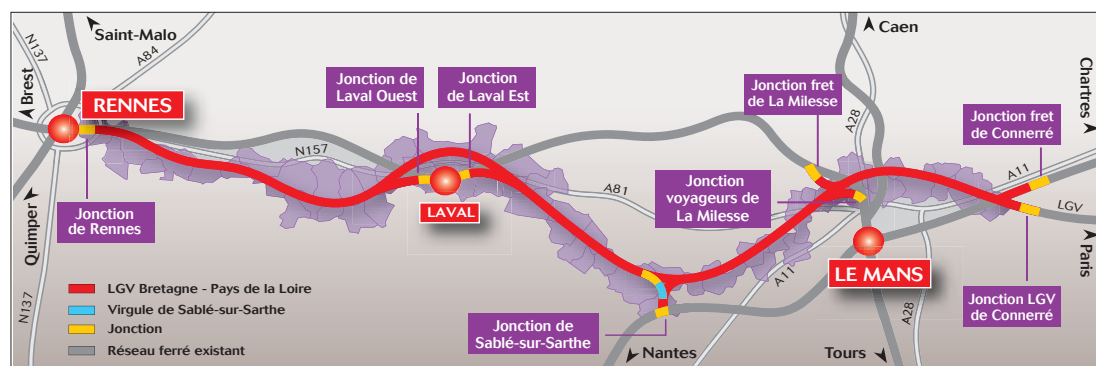 N137
Saint-Malo
A84
Brest
RENNES
Jonction
de Rennes
Quimper
N137
N157
Jonction de
Laval Ouest
Jonction
de Laval Est
LAVAL
A81
Jonction fret
de La Milesse
Caen
A28
Jonction
voyageurs de
La Milesse
Chartres
Jonction fret
de Connerré
A11
LGV
Paris
LE MANS
Jonction LGV
de Connerré
A11
A28
Jonction de
Sablé-sur-Sarthe
Nantes
Tours
LGV Bretagne - Pays de la Loire
Virgule de Sablé-sur-Sarthe
Jonction
Réseau ferré existant